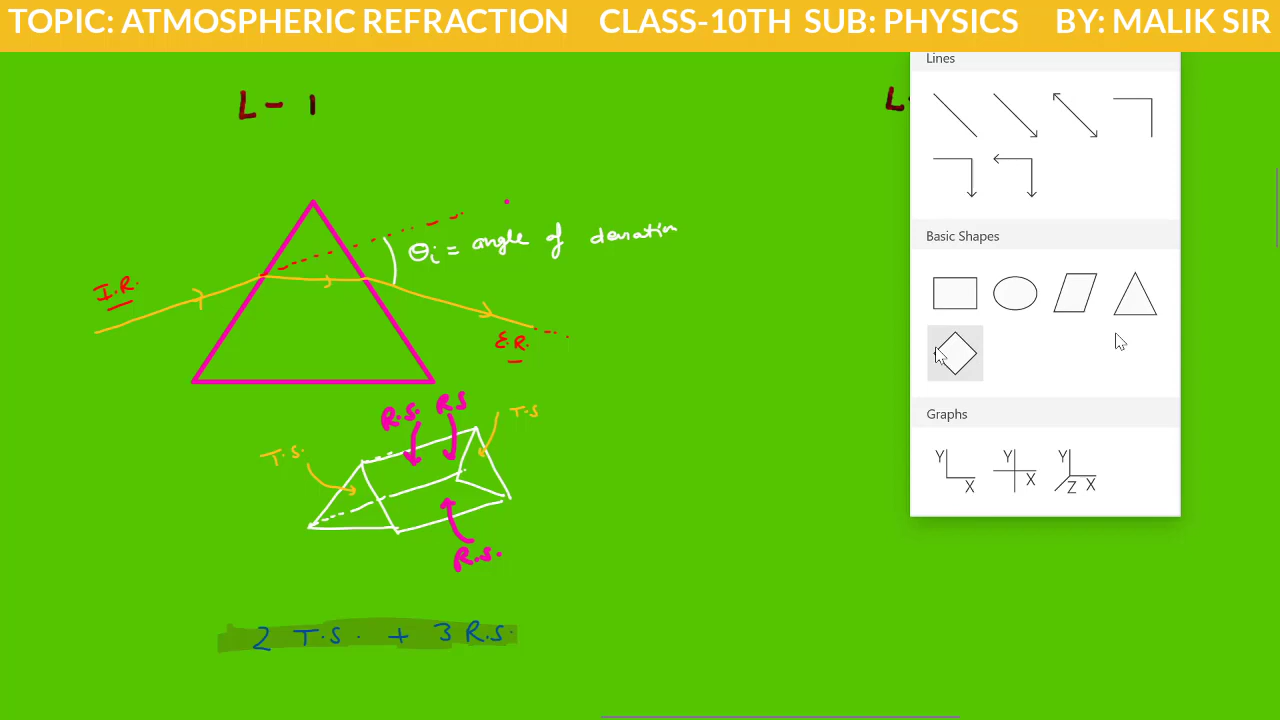 TOPIC: ATMOSPHERIC REFRACTION CLASS-10TH SUB: PHYSICS BY: MALIK SIR
L - 1
L-
Lines
Basic Shapes
Graphs
Y X
Y X
Y Z X
θi = angle of deviation
I.R.
E.R.
R.S. RS
T.S
T.S.
R.S.
2 T.S. + 3 R.S.